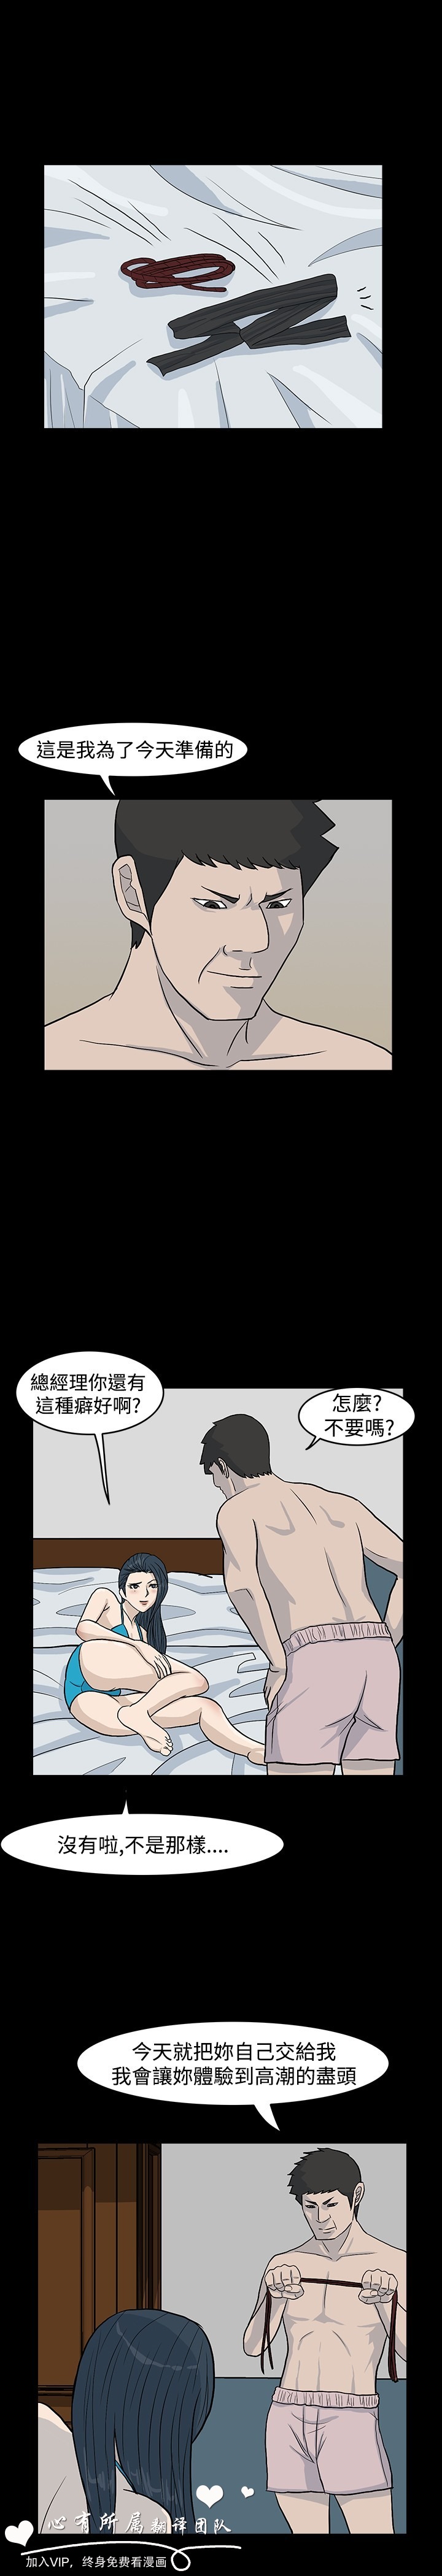 這是我為了今天準備的
總經理你還有
這種癖好啊?
怎麼?
不要嗎?
沒有啦,不是那樣....
今天就把妳自己交給我
我會讓妳體驗到高潮的盡頭
心有所属翻译团队
加入VIP，终身免费看漫画